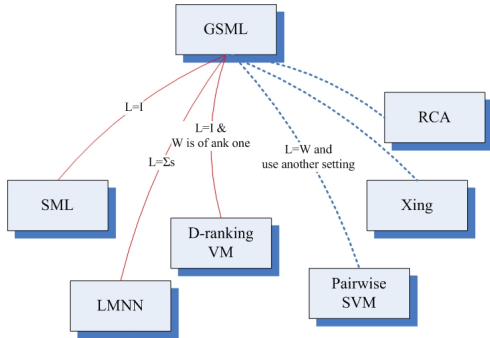 GSML
L=I
L=Σs
L=I &
W is of ank one
L=W and
use another setting
RCA
SML
Xing
D-ranking
VM
LMNN
Pairwise
SVM